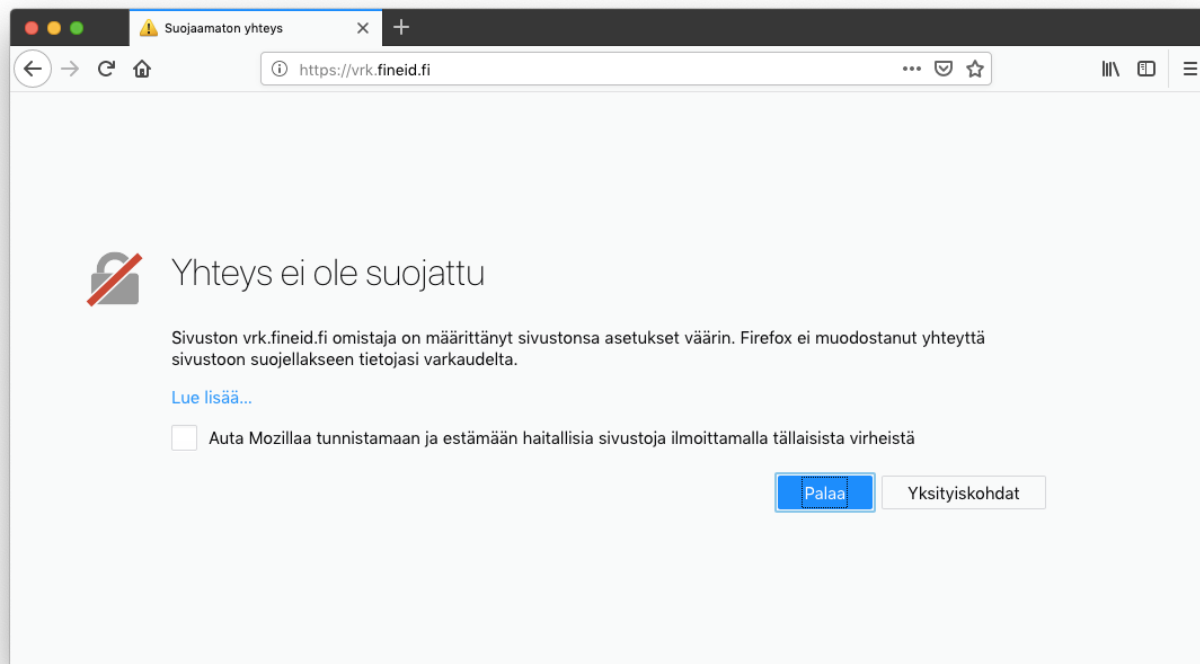 Suojaamaton yhteys
https://vrk.fineid.fi
Yhteys ei ole suojattu
Sivuston vrk.fineid.fi omistaja on määrittänyt sivustonsa asetukset väärin. Firefox ei muodostanut yhteyttä
sivustoon suojellakseen tietojasi varkaudelta.
Lue lisää...
Auta Mozillaa tunnistamaan ja estämään haitallisia sivustoja ilmoittamalla tällaisista virheistä
Palaa
Yksityiskohdat